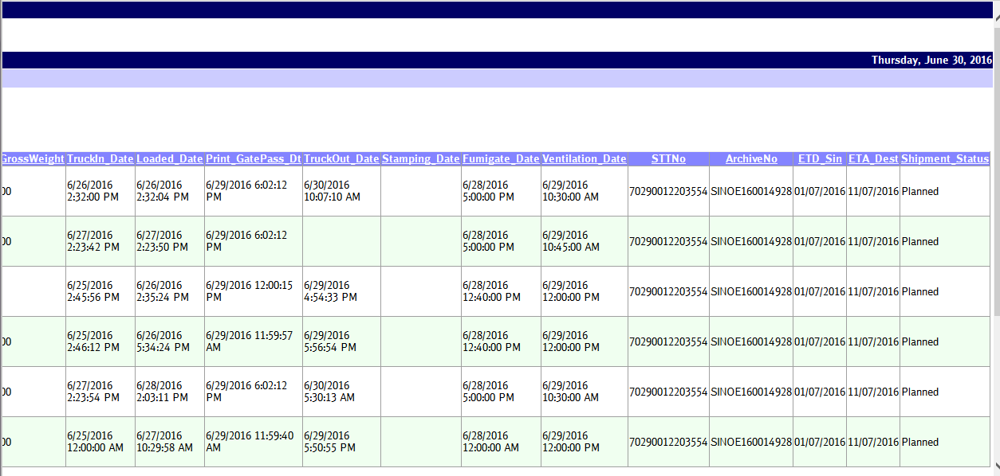 Thursday, June 30, 2016
GrossWeight TruckIn_Date Loaded_Date Print_GatePass_Dt TruckOut_Date Stamping_Date Fumigate_Date Ventilation_Date STTNo ArchiveNo ETD_Sin ETA_Dest Shipment_Status
00 6/26/2016 6/26/2016 6/29/2016 6:02:12 6/30/2016 6/28/2016 6/29/2016 70290012203554 SINOE160014928 01/07/2016 11/07/2016 Planned
2:32:00 PM 2:32:04 PM PM 10:07:10 AM 5:00:00 PM 10:30:00 AM
00 6/27/2016 6/27/2016 6/29/2016 6:02:12 6/28/2016 6/29/2016 70290012203554 SINOE160014928 01/07/2016 11/07/2016 Planned
2:23:42 PM 2:23:50 PM PM 5:00:00 PM 10:45:00 AM
6/25/2016 6/26/2016 6/29/2016 12:00:15 6/29/2016 6/28/2016 6/29/2016 70290012203554 SINOE160014928 01/07/2016 11/07/2016 Planned
2:45:56 PM 2:35:24 PM PM 4:54:33 PM 12:40:00 PM 12:00:00 PM
00 6/25/2016 6/26/2016 6/29/2016 11:59:57 6/29/2016 6/28/2016 6/29/2016 70290012203554 SINOE160014928 01/07/2016 11/07/2016 Planned
2:46:12 PM 5:34:24 PM AM 5:56:54 PM 12:40:00 PM 12:00:00 PM
00 6/27/2016 6/28/2016 6/29/2016 6:02:12 6/30/2016 6/28/2016 6/29/2016 70290012203554 SINOE160014928 01/07/2016 11/07/2016 Planned
2:23:54 PM 2:03:11 PM PM 5:30:13 AM 5:00:00 PM 10:30:00 AM
00 6/25/2016 6/27/2016 6/29/2016 11:59:40 6/29/2016 6/28/2016 6/29/2016 70290012203554 SINOE160014928 01/07/2016 11/07/2016 Planned
12:00:00 AM 10:29:58 AM AM 5:50:55 PM 12:00:00 AM 12:00:00 PM